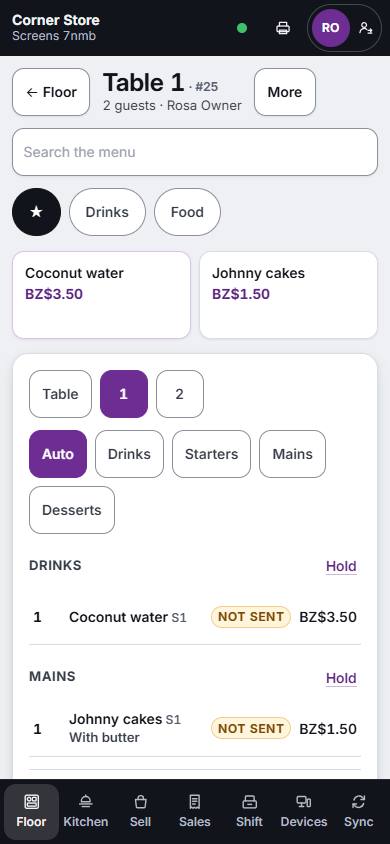 Corner Store
Screens 7nmb
RO
← Floor
Table 1 · #25
2 guests · Rosa Owner
More
Search the menu
★
Drinks
Food
Coconut water
BZ$3.50
Johnny cakes
BZ$1.50
Table
1
2
Auto
Drinks
Starters
Mains
Desserts
DRINKS
Hold
1 Coconut water S1 NOT SENT BZ$3.50
MAINS
Hold
1 Johnny cakes S1 NOT SENT BZ$1.50
With butter
Floor
Kitchen
Sell
Sales
Shift
Devices
Sync